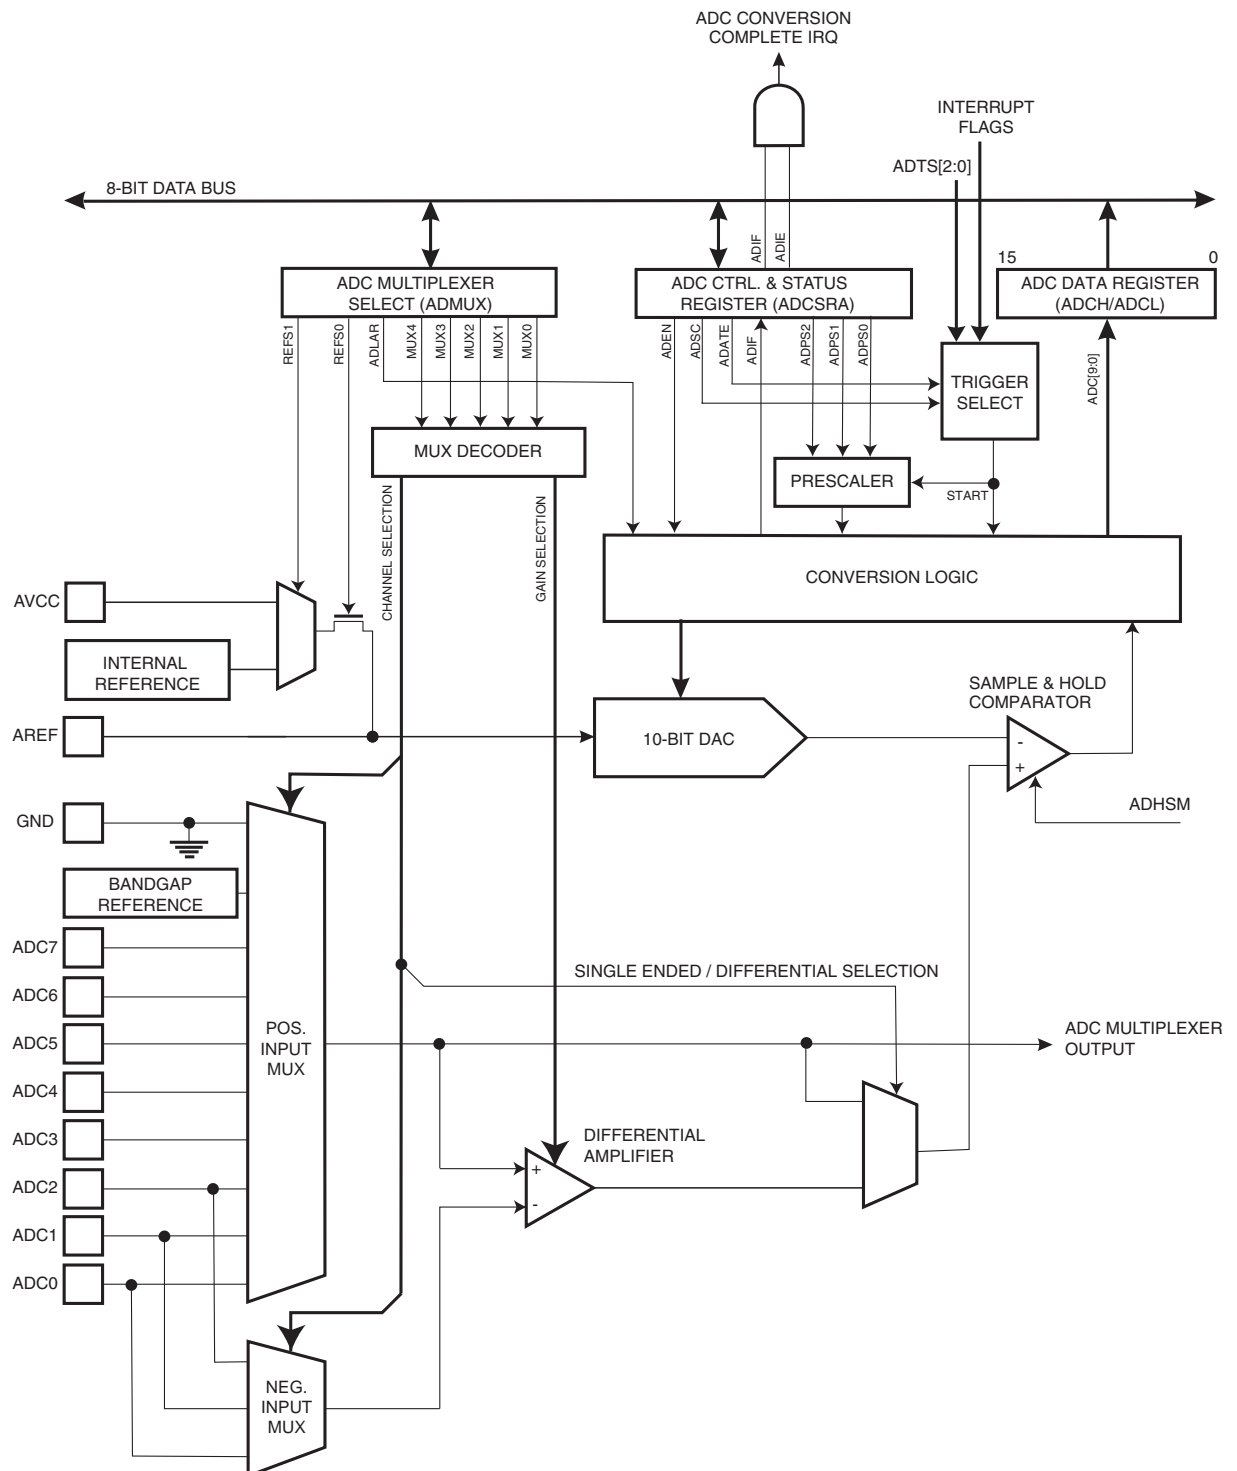 ADC CONVERSION
COMPLETE IRQ
INTERRUPT
FLAGS
ADTS[2:0]
8-BIT DATA BUS
ADIF
ADIE
15
0
ADC MULTIPLEXER
SELECT (ADMUX)
ADC CTRL. & STATUS
REGISTER (ADCSRA)
ADC DATA REGISTER
(ADCH/ADCL)
REFS1
REFS0
ADLAR
MUX4
MUX3
MUX2
MUX1
MUX0
ADEN
ADSC
ADATE
ADIF
ADPS2
ADPS1
ADPS0
ADC[9:0]
TRIGGER
SELECT
MUX DECODER
PRESCALER
START
CHANNEL SELECTION
GAIN SELECTION
CONVERSION LOGIC
AVCC
INTERNAL
REFERENCE
SAMPLE & HOLD
COMPARATOR
AREF
10-BIT DAC
-
+
ADHSM
GND
BANDGAP
REFERENCE
ADC7
SINGLE ENDED / DIFFERENTIAL SELECTION
ADC6
ADC5
POS.
INPUT
MUX
ADC MULTIPLEXER
OUTPUT
ADC4
ADC3
DIFFERENTIAL
AMPLIFIER
+
-
ADC2
ADC1
ADC0
NEG.
INPUT
MUX